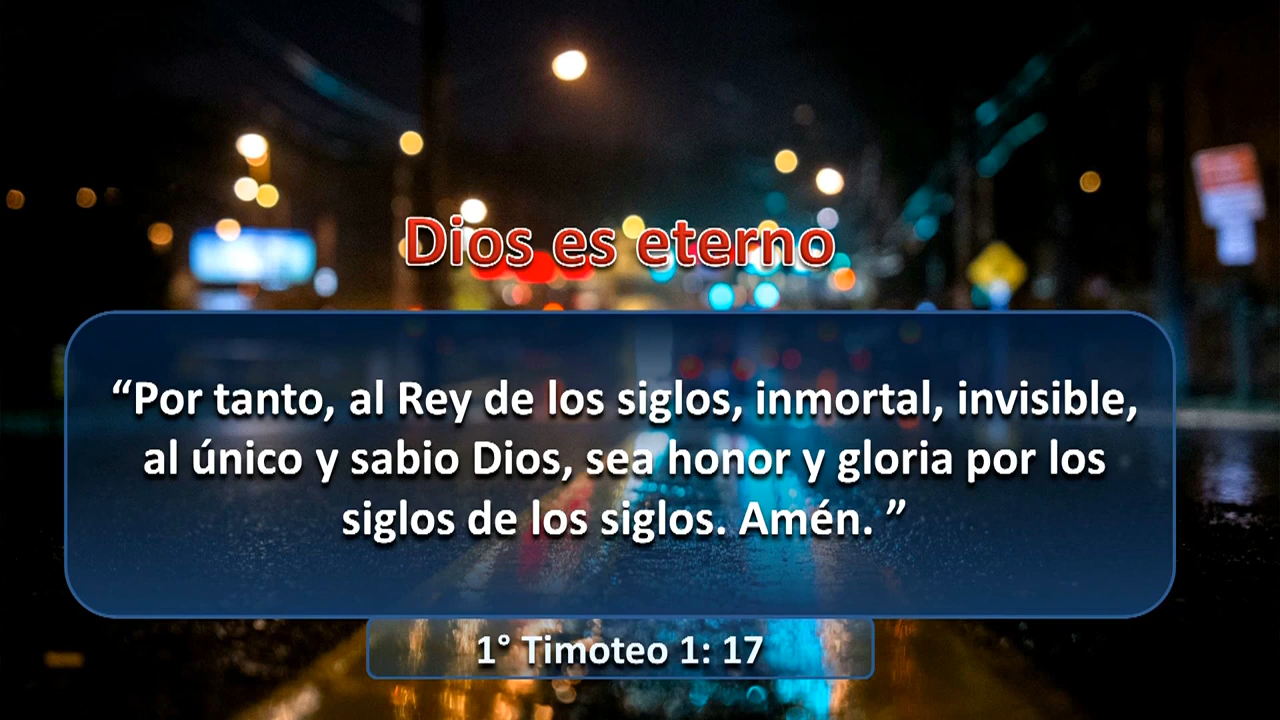 Dios es eterno
“Por tanto, al Rey de los siglos, inmortal, invisible,
al único y sabio Dios, sea honor y gloria por los
siglos de los siglos. Amén. ”
1° Timoteo 1: 17